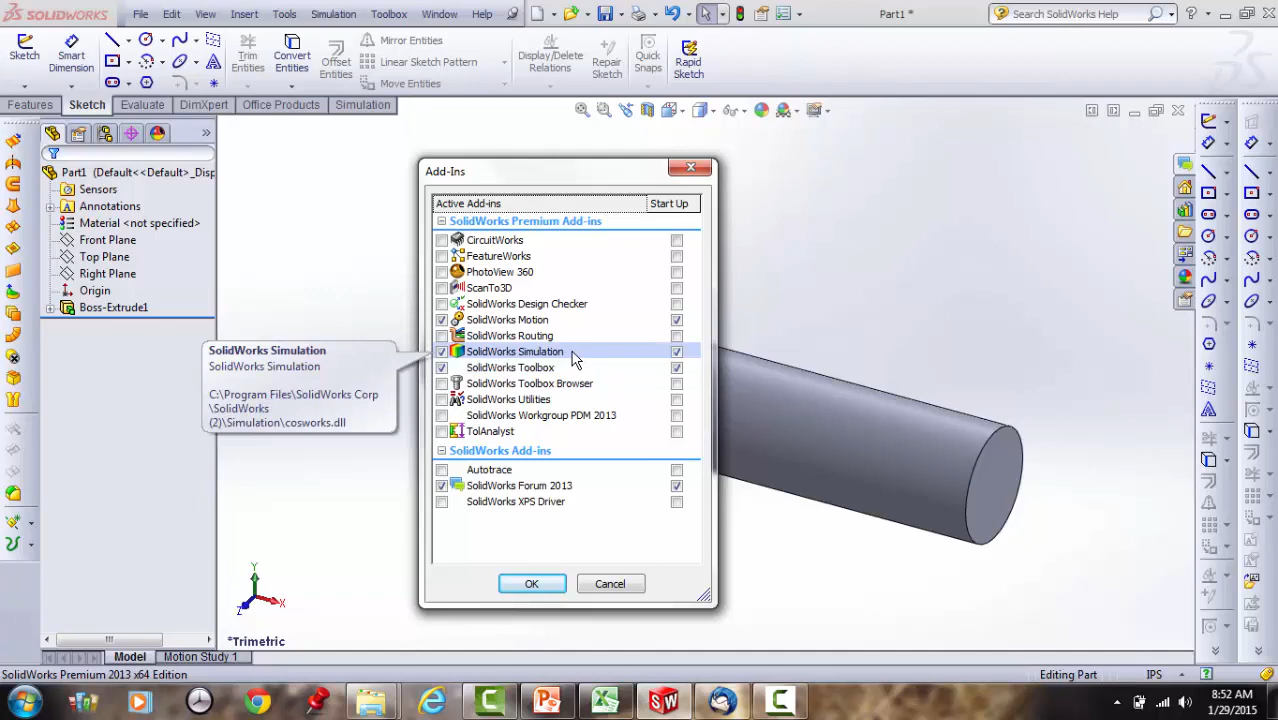 SOLIDWORKS
File
Edit
View
Insert
Tools
Simulation
Toolbox
Window
Help
Part1 *
Search SolidWorks Help
Sketch
Smart
Dimension
Trim
Entities
Convert
Entities
Offset
Entities
Mirror Entities
Linear Sketch Pattern
Move Entities
Display/Delete
Relations
Repair
Sketch
Quick
Snaps
Rapid
Sketch
Features
Sketch
Evaluate
DimXpert
Office Products
Simulation
Part1 (Default<<Default>_Disp
Sensors
Annotations
Material <not specified>
Front Plane
Top Plane
Right Plane
Origin
Boss-Extrude1
Add-Ins
Active Add-ins
Start Up
SolidWorks Premium Add-ins
CircuitWorks
FeatureWorks
PhotoView 360
ScanTo3D
SolidWorks Design Checker
SolidWorks Motion
SolidWorks Routing
SolidWorks Simulation
SolidWorks Toolbox
SolidWorks Toolbox Browser
SolidWorks Utilities
SolidWorks Workgroup PDM 2013
TolAnalyst
SolidWorks Add-ins
Autotrace
SolidWorks Forum 2013
SolidWorks XPS Driver
OK
Cancel
SolidWorks Simulation
SolidWorks Simulation
C:\Program Files\SolidWorks Corp
\SolidWorks
(2)\Simulation\cosworks.dll
Y
X
Z
*Trimetric
Model
Motion Study 1
SolidWorks Premium 2013 x64 Edition
Editing Part
IPS
8:52 AM
1/29/2015